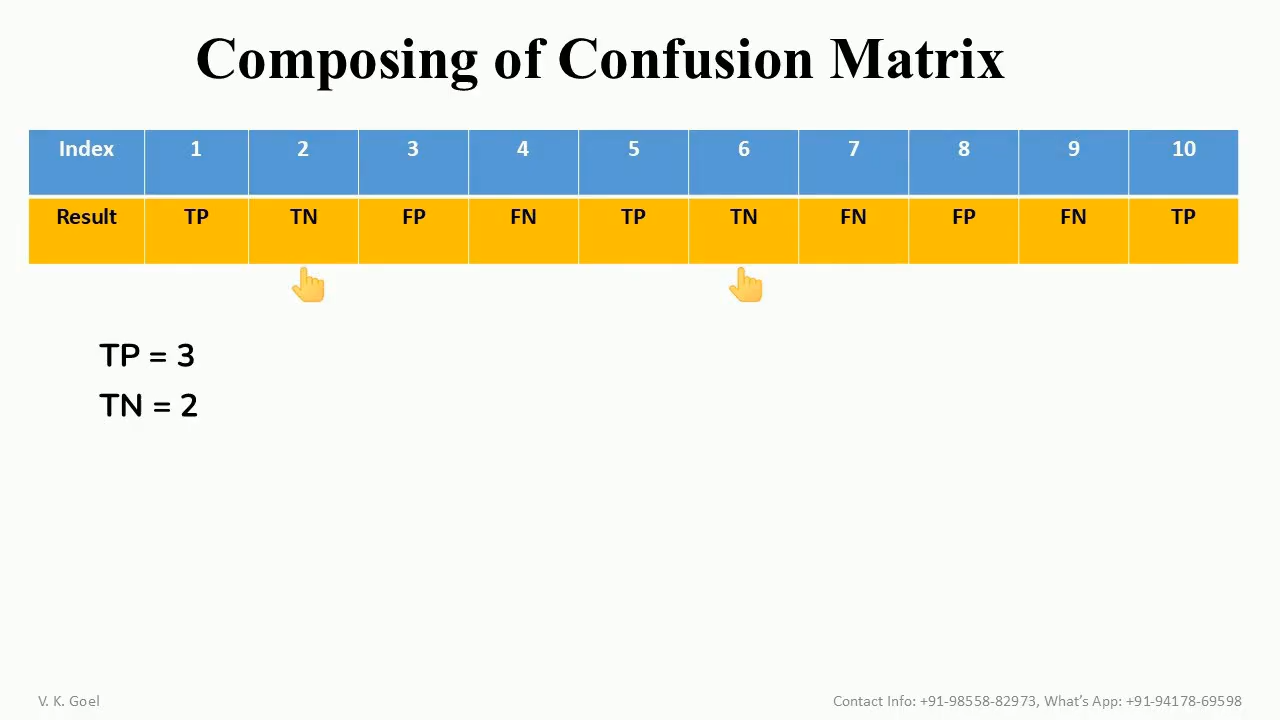 Composing of Confusion Matrix
Index 1 2 3 4 5 6 7 8 9 10
Result TP TN FP FN TP TN FN FP FN TP
TP = 3
TN = 2
V. K. Goel
Contact Info: +91-98558-82973, What’s App: +91-94178-69598